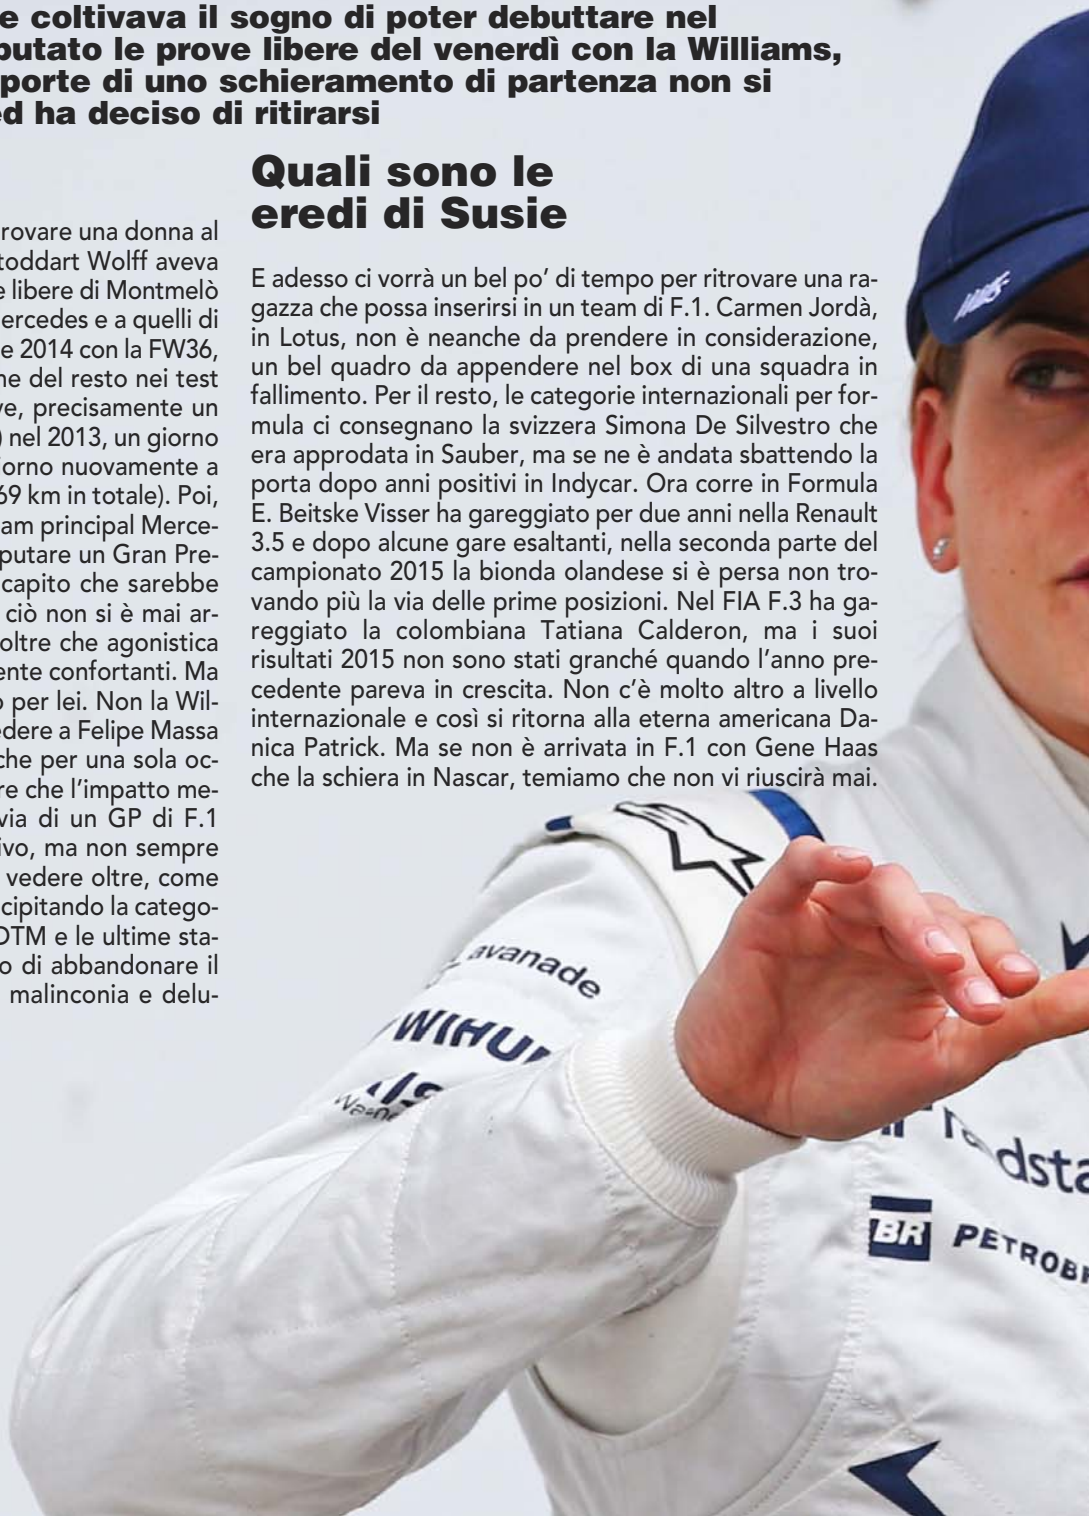 e coltivava il sogno di poter debuttare nel
putato le prove libere del venerdì con la Williams,
porte di uno schieramento di partenza non si
ed ha deciso di ritirarsi
rovare una donna al
toddart Wolff aveva
e libere di Montmelò
ercedes e a quelli di
e 2014 con la FW36,
ne del resto nei test
ve, precisamente un
) nel 2013, un giorno
iorno nuovamente a
69 km in totale). Poi,
am principal Merce-
putare un Gran Pre-
capito che sarebbe
ciò non si è mai ar-
oltre che agonistica
ente confortanti. Ma
o per lei. Non la Wil-
edere a Felipe Massa
che per una sola oc-
re che l'impatto me-
via di un GP di F.1
ivo, ma non sempre
vedere oltre, come
cipitando la catego-
DTM e le ultime sta-
o di abbandonare il
malinconia e delu-
Quali sono le
eredi di Susie
E adesso ci vorrà un bel po' di tempo per ritrovare una ra-
gazza che possa inserirsi in un team di F.1. Carmen Jordà,
in Lotus, non è neanche da prendere in considerazione,
un bel quadro da appendere nel box di una squadra in
fallimento. Per il resto, le categorie internazionali per for-
mula ci consegnano la svizzera Simona De Silvestro che
era approdata in Sauber, ma se ne è andata sbattendo la
porta dopo anni positivi in Indycar. Ora corre in Formula
E. Beitske Visser ha gareggiato per due anni nella Renault
3.5 e dopo alcune gare esaltanti, nella seconda parte del
campionato 2015 la bionda olandese si è persa non tro-
vando più la via delle prime posizioni. Nel FIA F.3 ha ga-
reggiato la colombiana Tatiana Calderon, ma i suoi
risultati 2015 non sono stati granché quando l'anno pre-
cedente pareva in crescita. Non c'è molto altro a livello
internazionale e così si ritorna alla eterna americana Da-
nica Patrick. Ma se non è arrivata in F.1 con Gene Haas
che la schiera in Nascar, temiamo che non vi riuscirà mai.
avanade
WIHU
dsta
BR PETROB